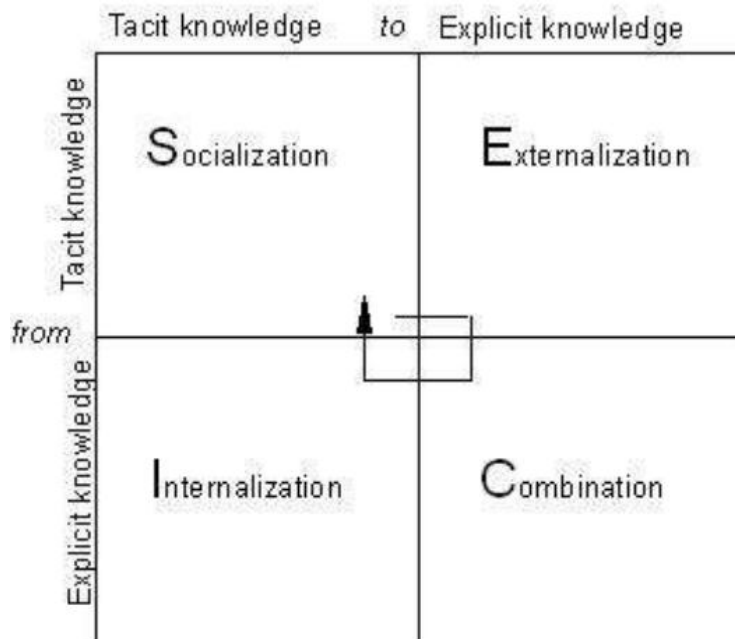 Tacit knowledge to Explicit knowledge
Tacit knowledge
Socialization
Externalization
from
Explicit knowledge
Internalization
Combination